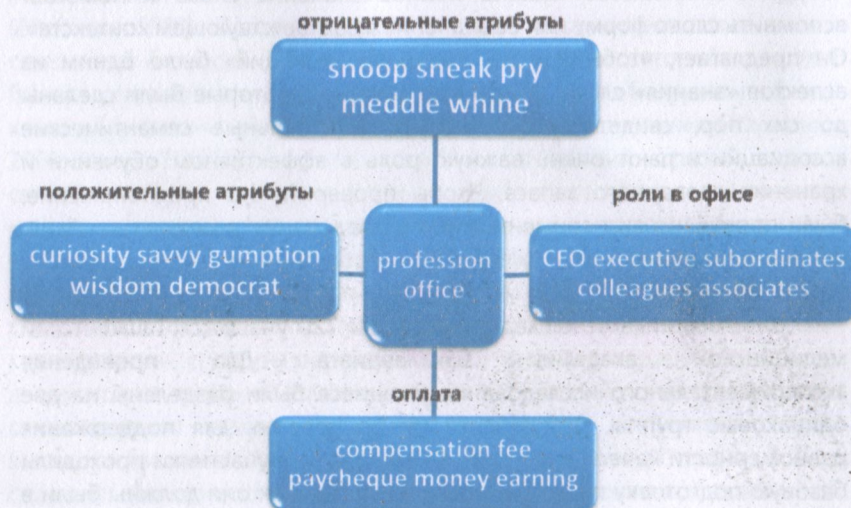 отрицательные атрибуты
snoop sneak pry
meddle whine
положительные атрибуты
роли в офисе
curiosity savvy gumption
wisdom democrat
profession
office
CEO executive subordinates
colleagues associates
оплата
compensation fee
paycheque money earning